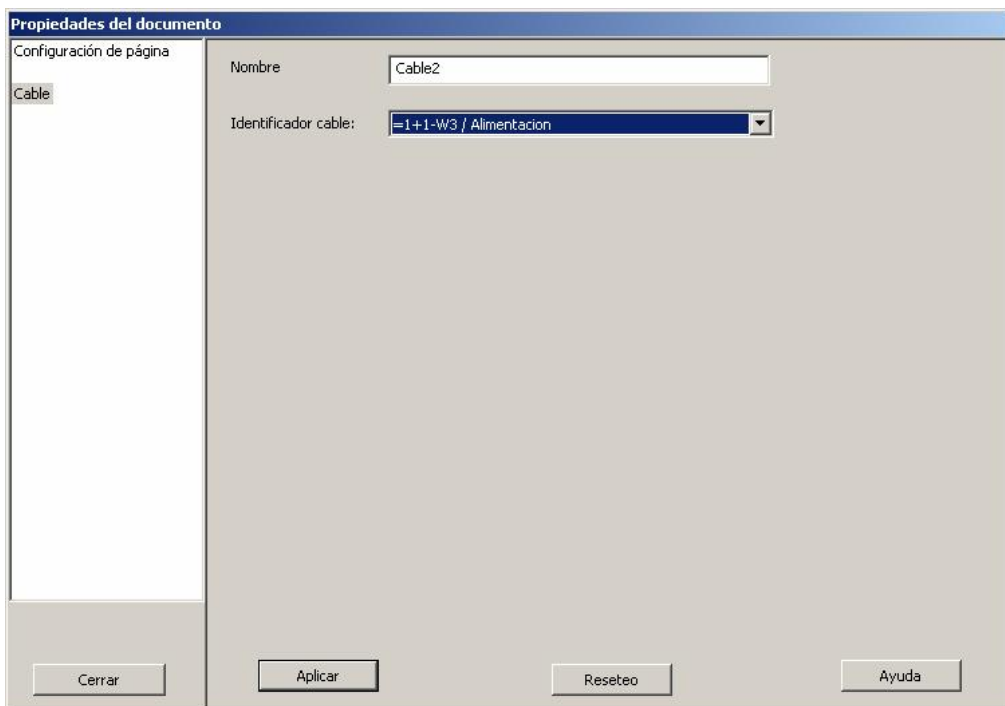 Propiedades del documento
Configuración de página
Cable
Nombre
Cable2
Identificador cable:
=1+1-W3 / Alimentacion
Cerrar
Aplicar
Reseteo
Ayuda